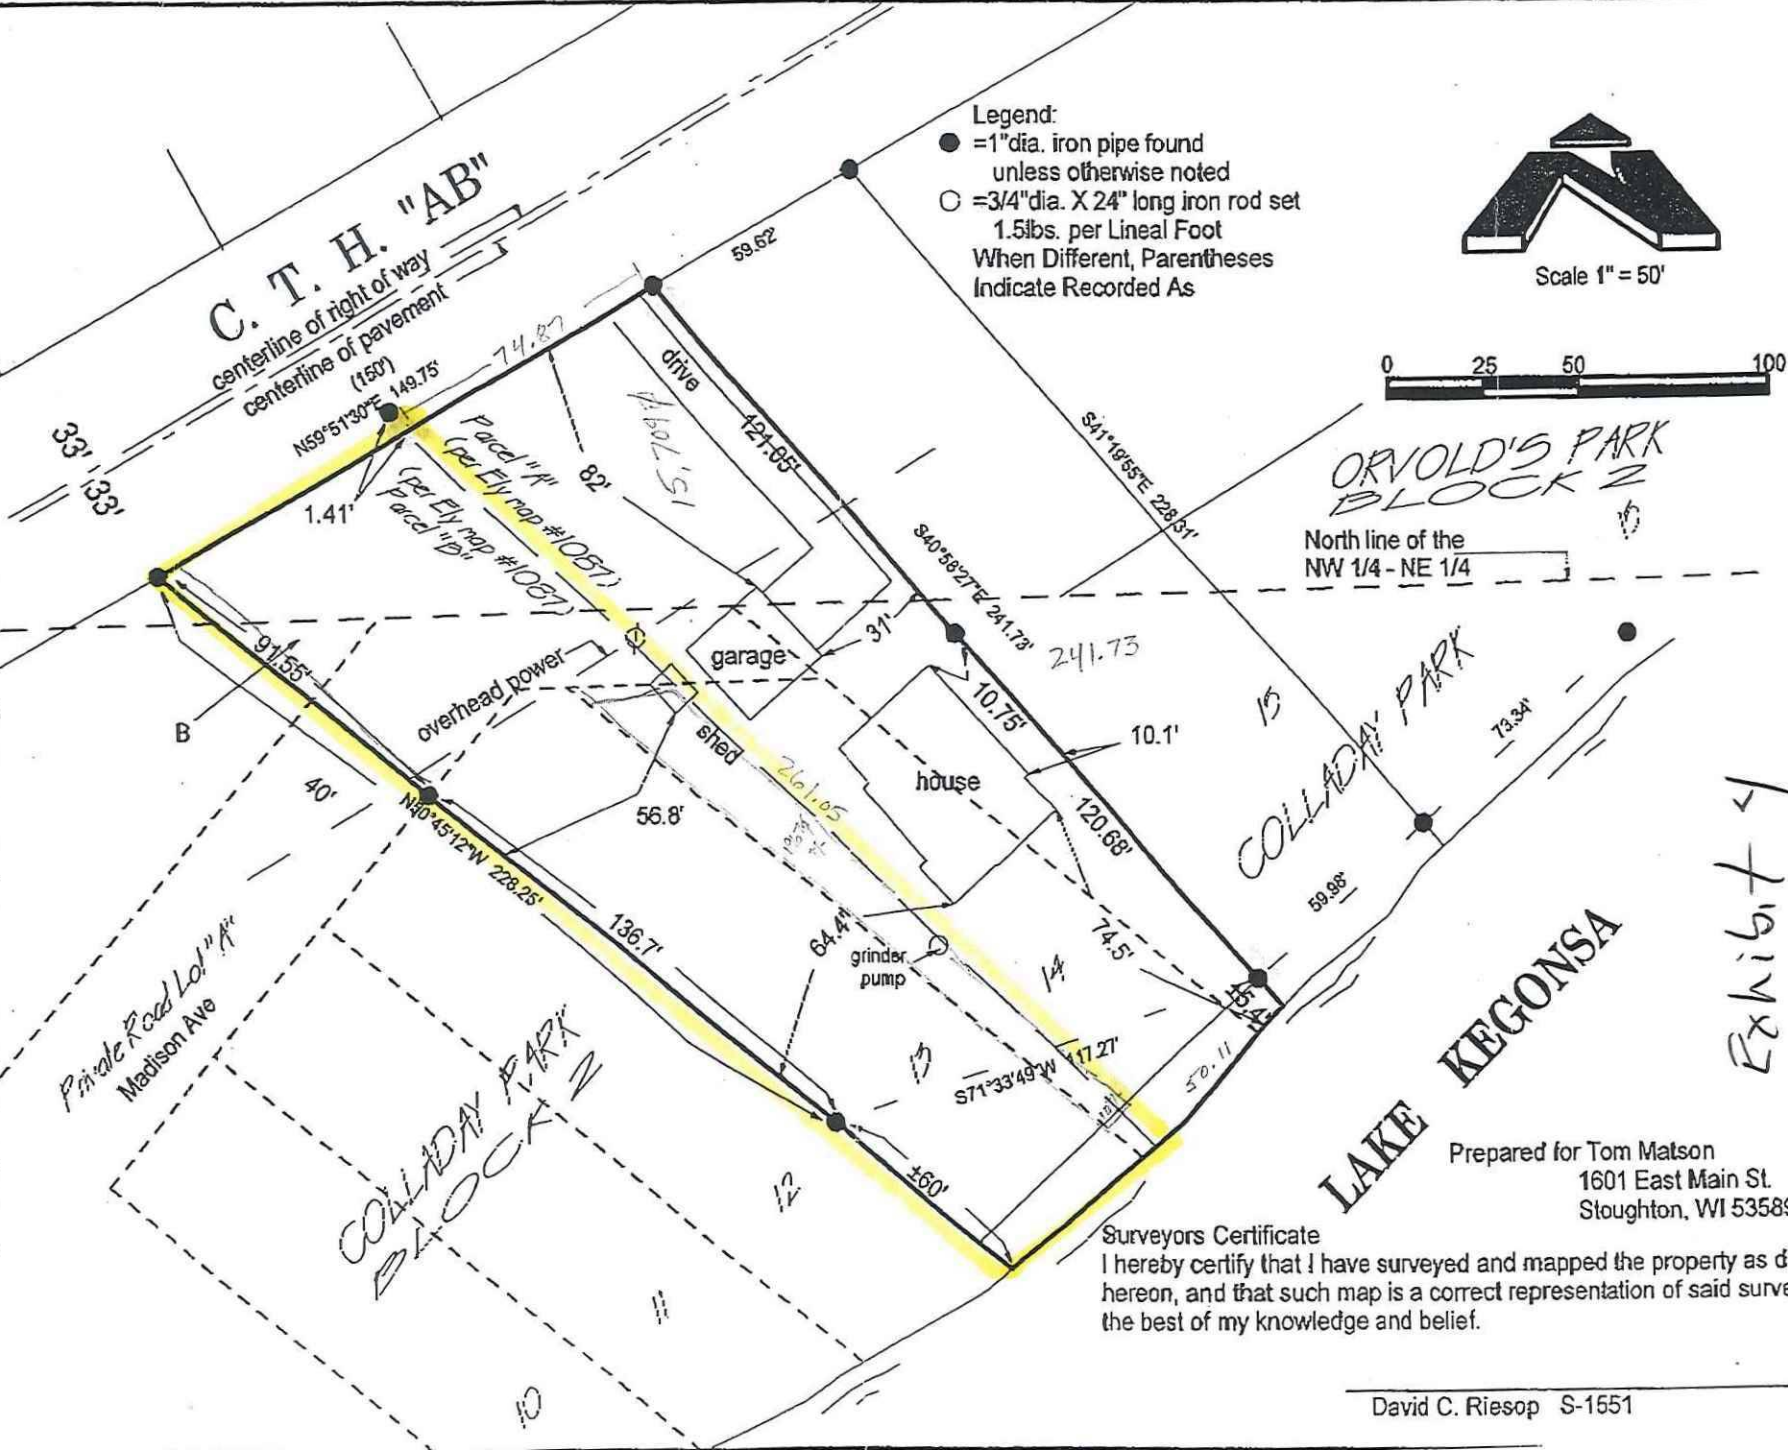 Legend:
=1"dia. iron pipe found
unless otherwise noted
=3/4"dia. X 24" long iron rod set
1.5lbs. per Lineal Foot
When Different, Parentheses
Indicate Recorded As
Scale 1" = 50'
0 25 50 100
C. T. H. "AB"
centerline of right of way
centerline of pavement
(150')
N59°51'30"E 149.75'
74.87
59.62'
33'
33'
1.41'
drive
121.05'
82'
Parcel "A"
(per Ely map #1087)
(per Ely map #1087)
Parcel "B"
S41°19'55"E 228.31'
S40°58'27"E 241.73'
241.73
ORVOLD'S PARK
BLOCK 2
15
North line of the
NW 1/4 - NE 1/4
91.55'
B
40'
overhead power
garage
31'
shed
56.8'
house
10.75'
10.1'
261.05
120.68'
15
COLLADAY PARK
73.34'
59.98'
N50°45'12"W 228.25'
136.7'
64.4'
grinder
pump
14
74.5'
15.4'
13
S71°33'49"W 117.27'
50.11
±60'
Private Road Lot "A"
Madison Ave
COLLADAY PARK
BLOCK 2
12
11
10
LAKE KEGONSA
Exhibit 4
Prepared for Tom Matson
1601 East Main St.
Stoughton, WI 53589
Surveyors Certificate
I hereby certify that I have surveyed and mapped the property as d
hereon, and that such map is a correct representation of said surve
the best of my knowledge and belief.
David C. Riesop S-1551